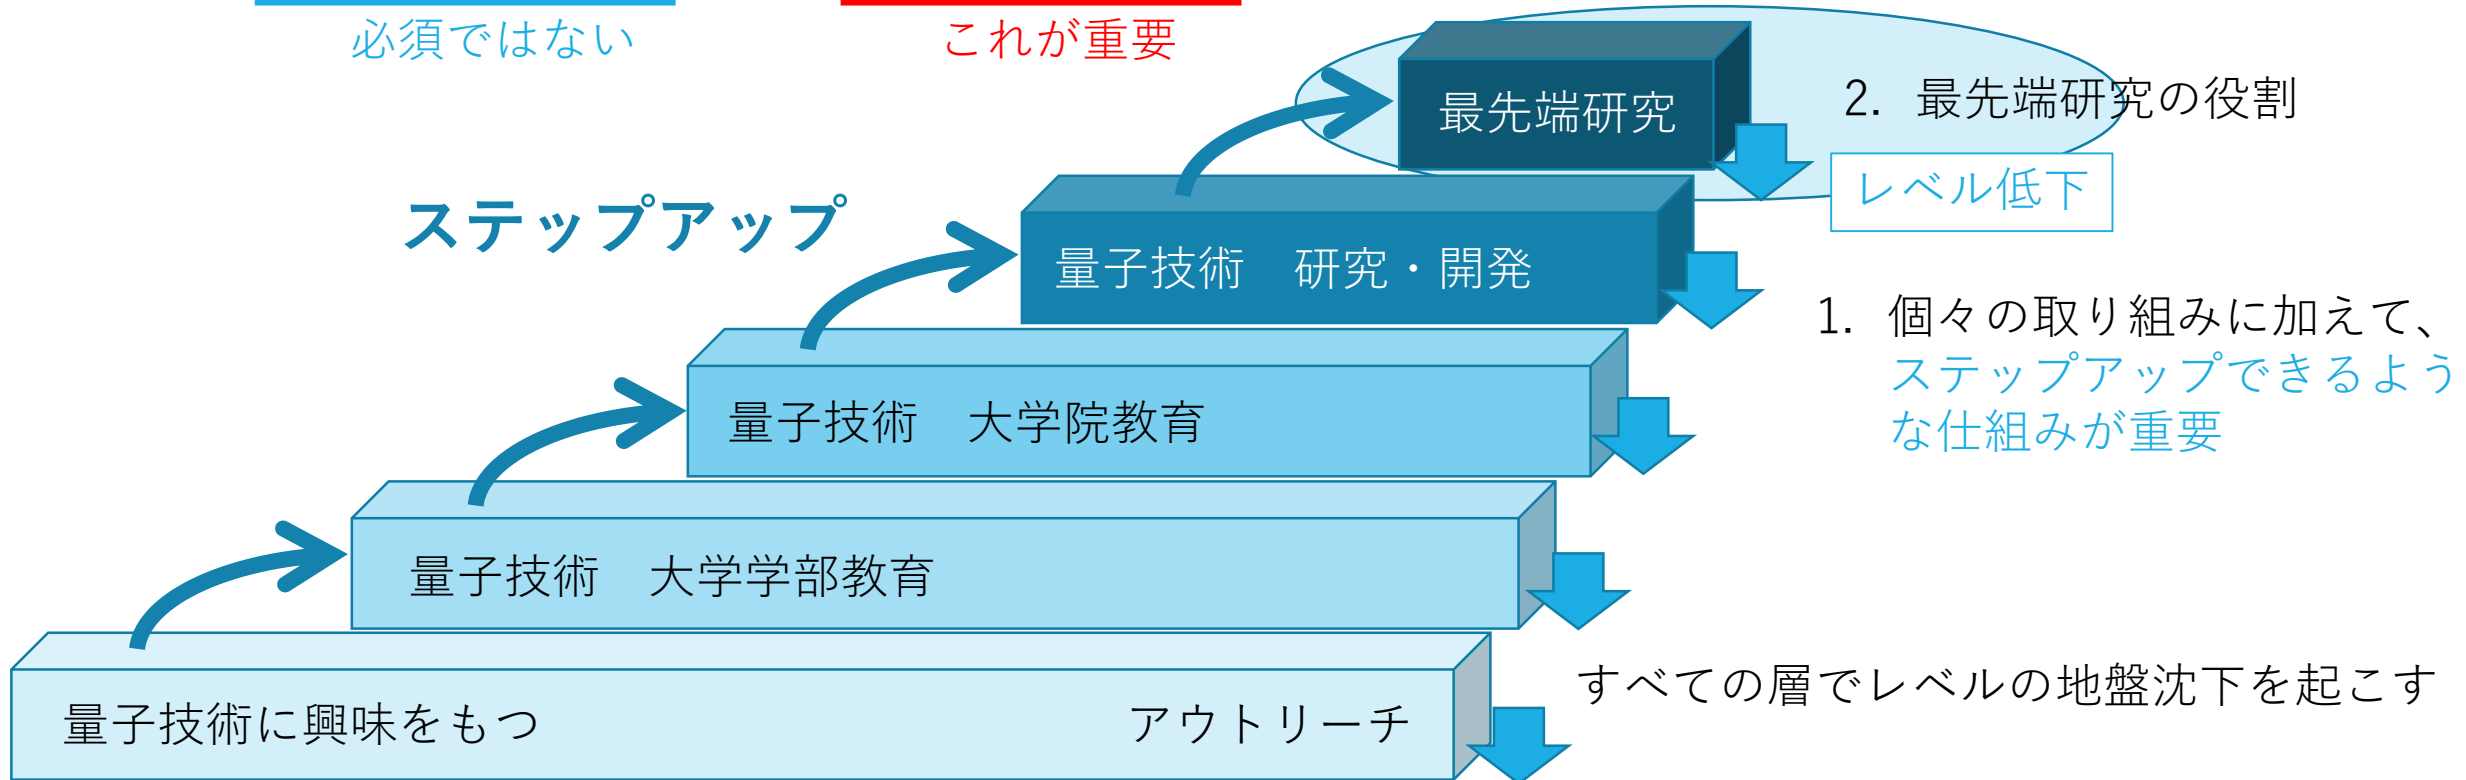 必須ではない
これが重要
最先端研究
2. 最先端研究の役割
レベル低下
ステップアップ
量子技術　研究・開発
1. 個々の取り組みに加えて、
ステップアップできるよう
な仕組みが重要
量子技術　大学院教育
量子技術　大学学部教育
すべての層でレベルの地盤沈下を起こす
量子技術に興味をもつ
アウトリーチ